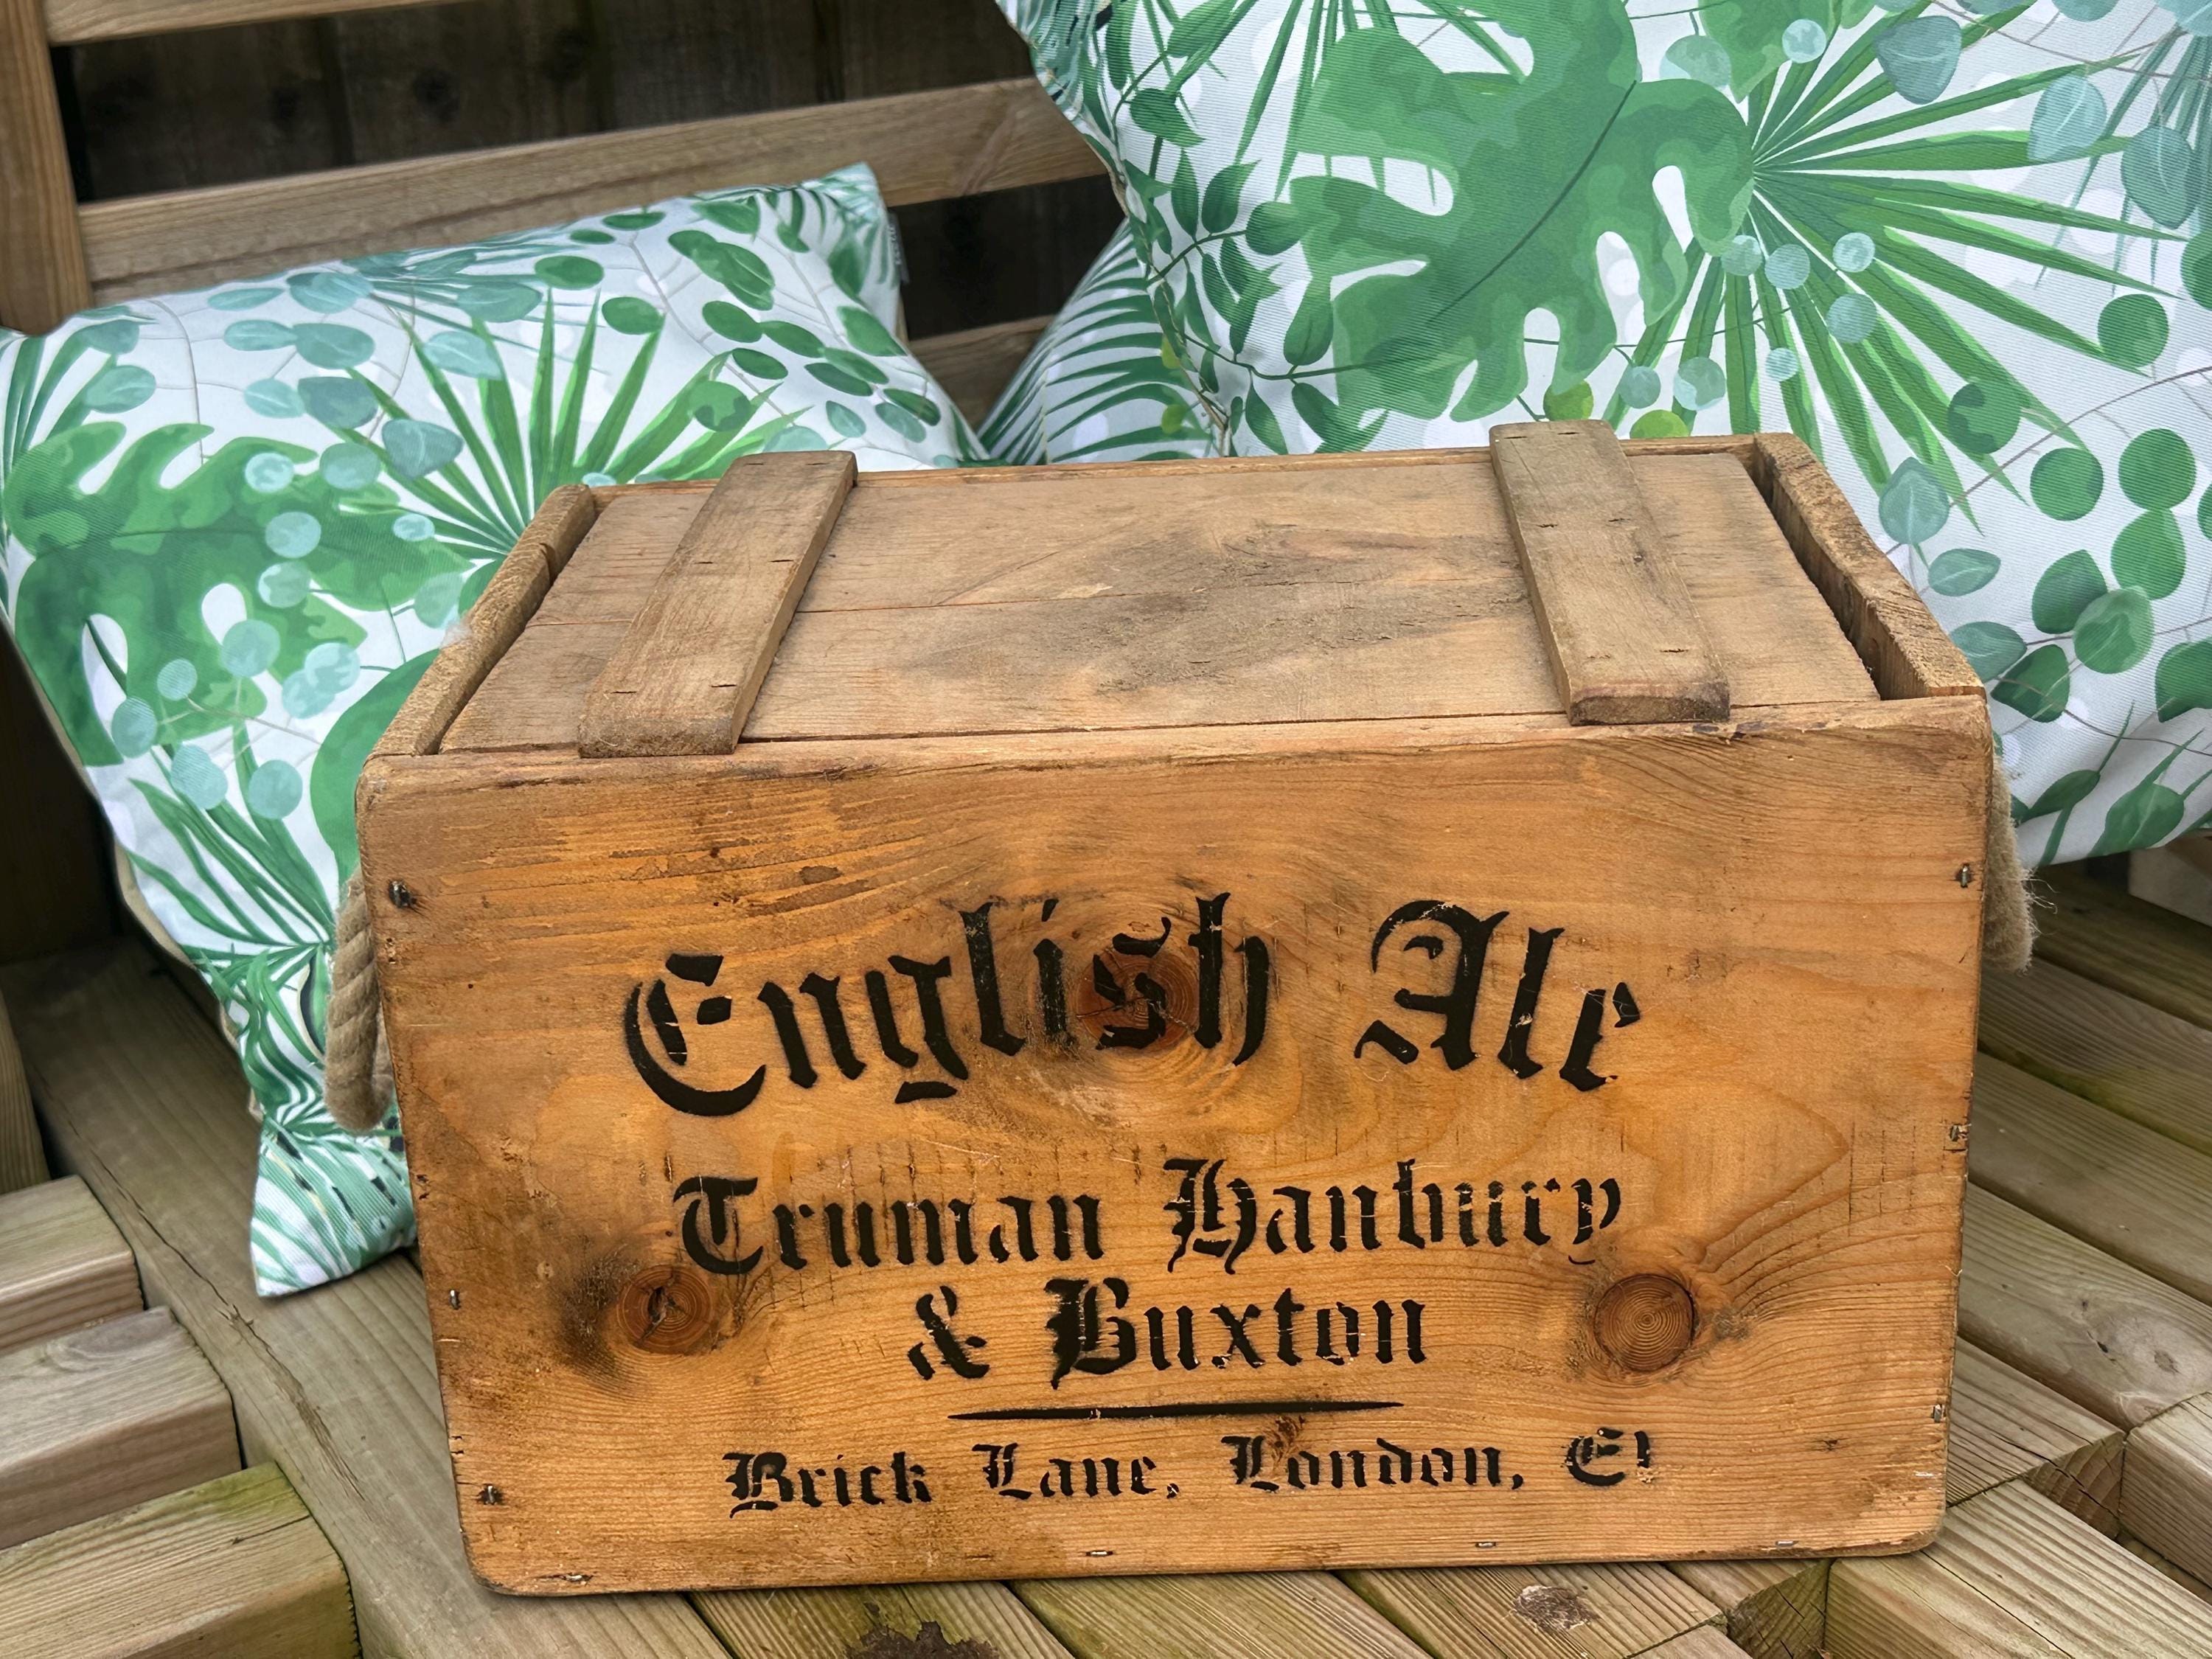 English Ale
Truman Hanbury
& Buxton
Brick Lane, London, E1